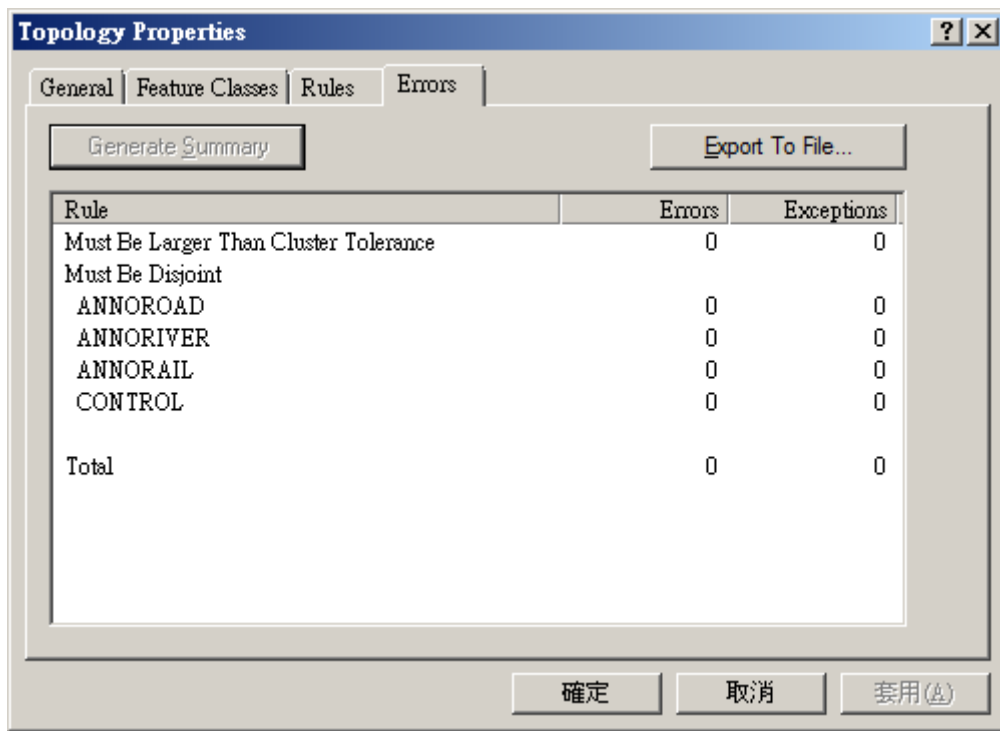 Topology Properties
General Feature Classes Rules Errors
Generate Summary Export To File...
Rule Errors Exceptions
Must Be Larger Than Cluster Tolerance 0 0
Must Be Disjoint
ANNOROAD 0 0
ANNORIVER 0 0
ANNORAIL 0 0
CONTROL 0 0
Total 0 0
確定 取消 套用(A)